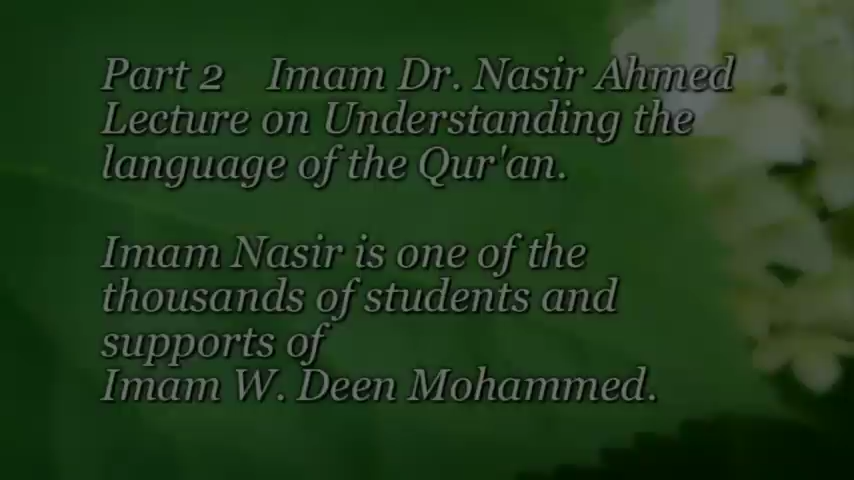 Part 2 Imam Dr. Nasir Ahmed
Lecture on Understanding the
language of the Qur'an.
Imam Nasir is one of the
thousands of students and
supports of
Imam W. Deen Mohammed.